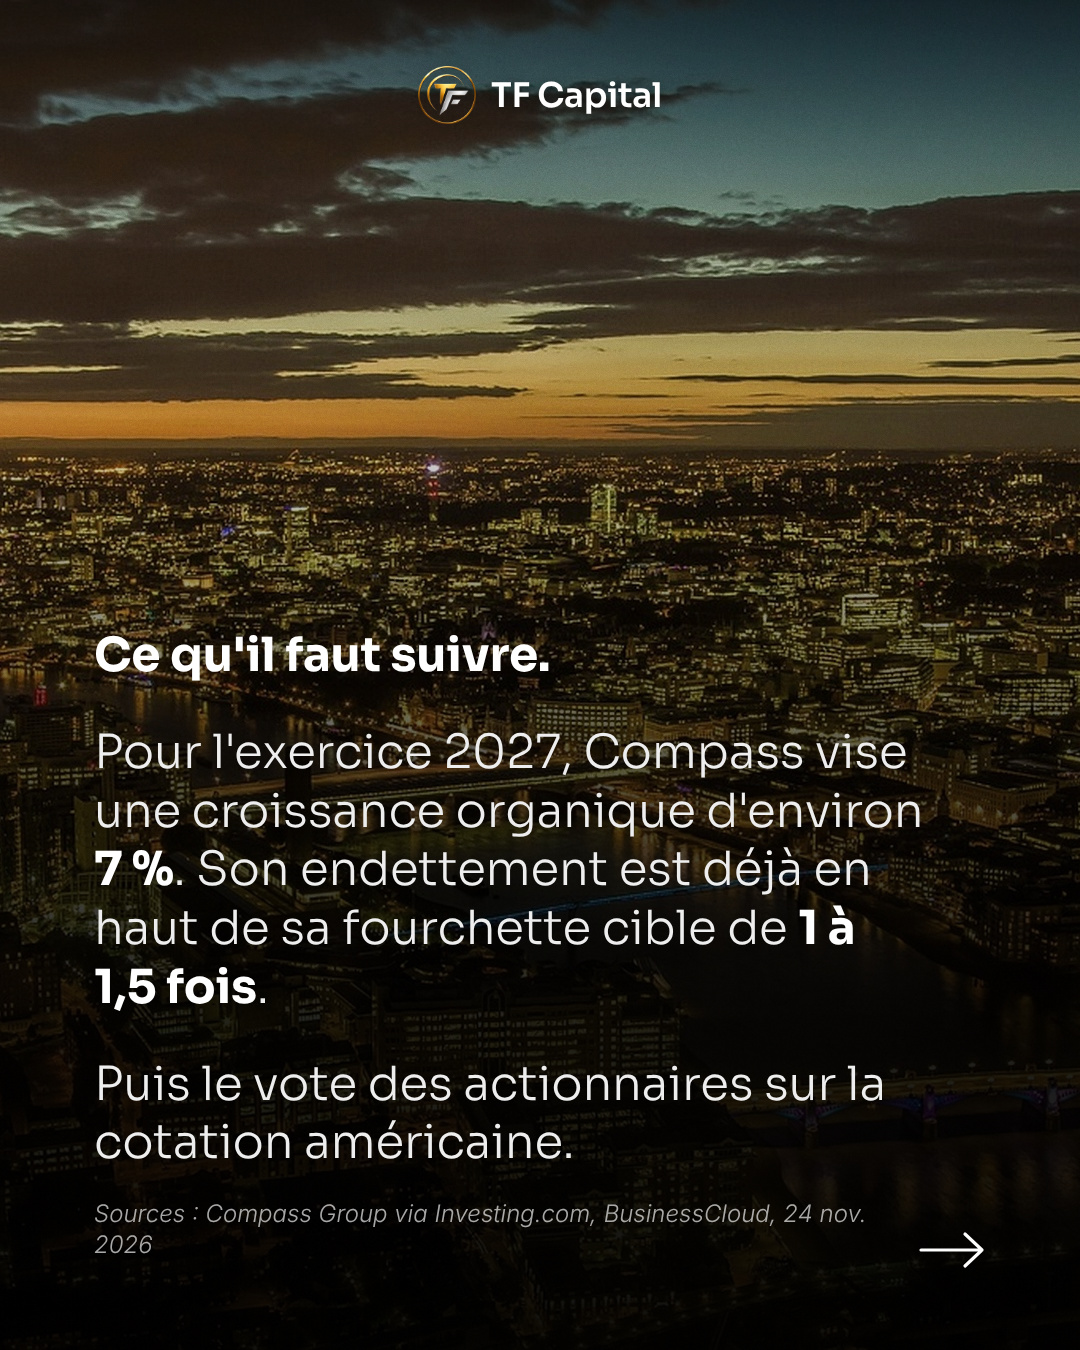 TF Capital
Ce qu'il faut suivre.
Pour l'exercice 2027, Compass vise
une croissance organique d'environ
7 %. Son endettement est déjà en
haut de sa fourchette cible de 1 à
1,5 fois.
Puis le vote des actionnaires sur la
cotation américaine.
Sources : Compass Group via Investing.com, BusinessCloud, 24 nov.
2026